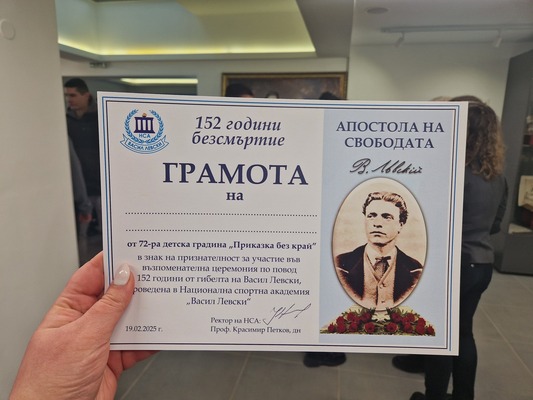 НСА
ВАСИЛ ЛЕВСКИ
152 години
безсмъртие
ГРАМОТА
на
от 72-ра детска градина „Приказка без край“
в знак на признателност за участие във
възпоменателна церемония по повод
152 години от гибелта на Васил Левски,
проведена в Национална спортна академия
„Васил Левски“
19.02.2025 г.
Ректор на НСА:
Проф. Красимир Петков, дн
АПОСТОЛА НА
СВОБОДАТА
В. Лѵвскій